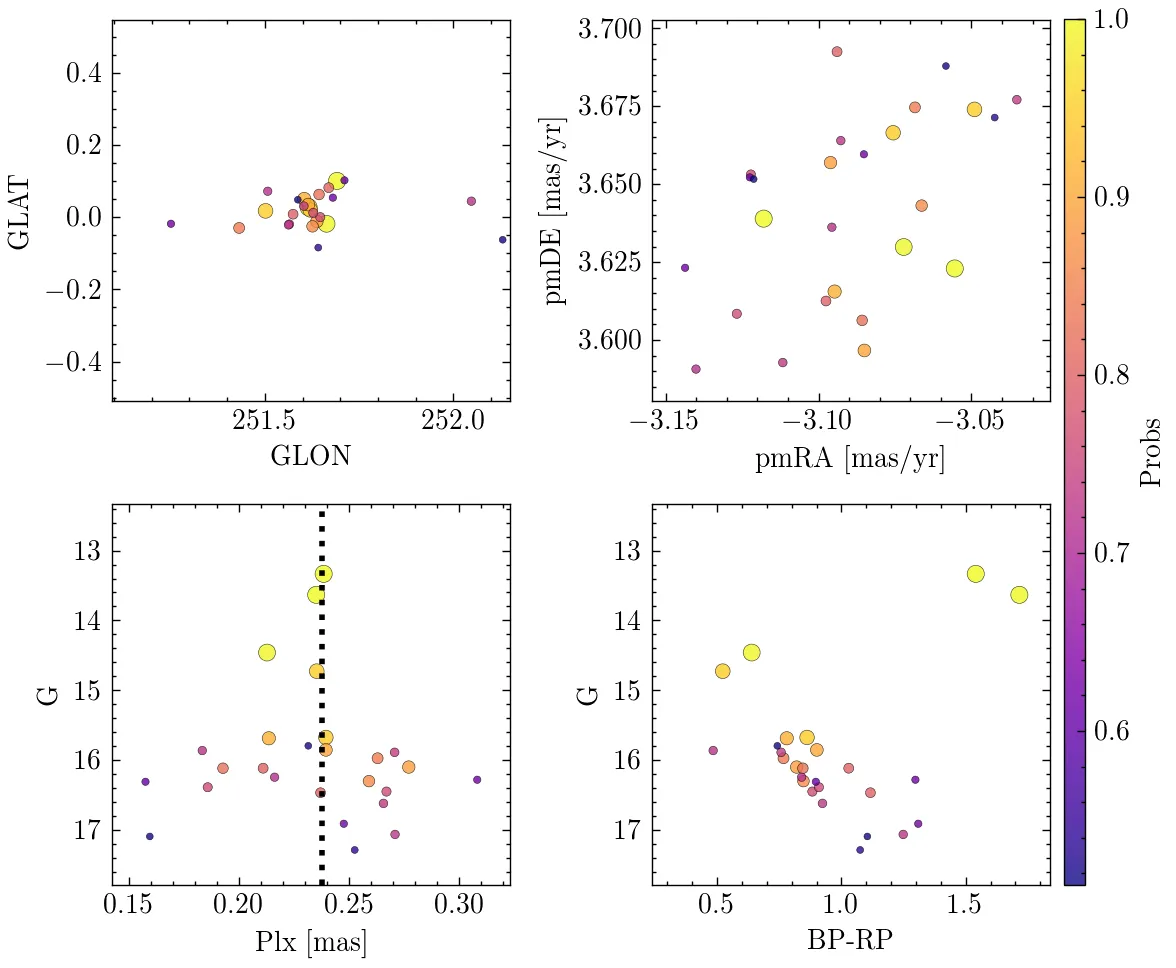 0.4
0.2
0.0
−0.2
−0.4
GLAT
251.5 252.0
GLON
3.700
3.675
3.650
3.625
3.600
pmDE [mas/yr]
−3.15 −3.10 −3.05
pmRA [mas/yr]
1.0
0.9
0.8
0.7
0.6
Probs
13
14
15
16
17
G
0.15 0.20 0.25 0.30
Plx [mas]
13
14
15
16
17
G
0.5 1.0 1.5
BP-RP